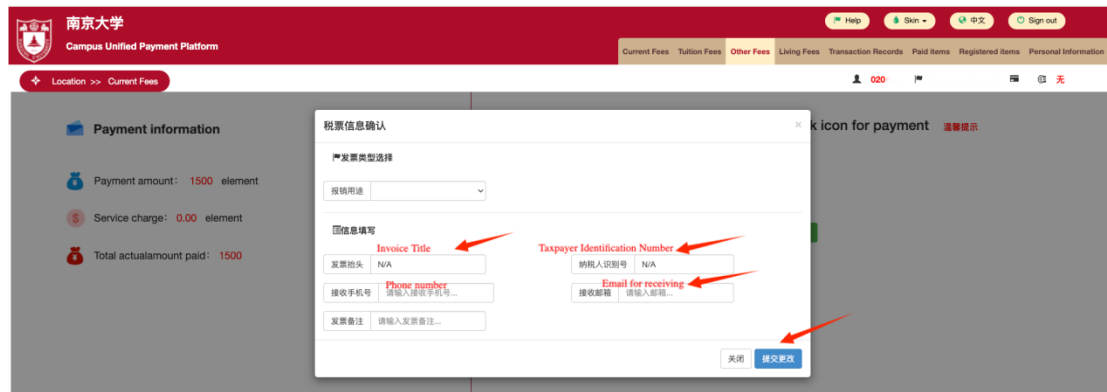 南京大学
Campus Unified Payment Platform
Help
Skin
中文
Sign out
Current Fees Tuition Fees Other Fees Living Fees Transaction Records Paid items Registered items Personal Information
Location >> Current Fees
020
无
Payment information
Payment amount： 1500 element
Service charge：0.00 element
Total actualamount paid：1500
k icon for payment 温馨提示
税票信息确认 ×
发票类型选择
报销用途
信息填写
Invoice Title
Taxpayer Identification Number
发票抬头 N/A
纳税人识别号 N/A
Phone number
Email for receiving
接收手机号 请输入接收手机号...
接收邮箱 请输入邮箱...
发票备注 请输入发票备注...
关闭 提交更改